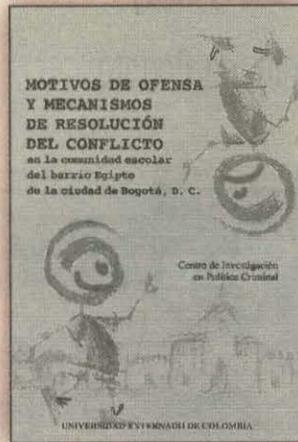 MOTIVOS DE OFENSA
Y MECANISMOS
DE RESOLUCIÓN
DEL CONFLICTO
en la comunidad escolar
del barrio Egipto
de la ciudad de Bogotá, D. C.
Centro de Investigación
en Política Criminal
UNIVERSIDAD EXTERNADO DE COLOMBIA